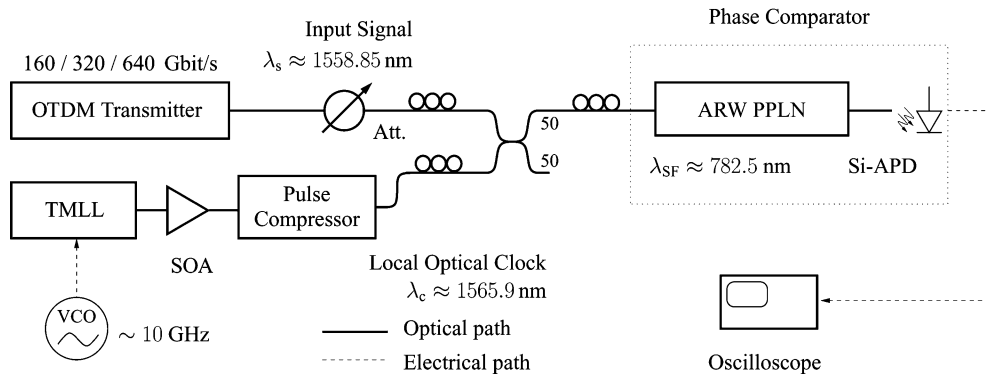 Phase Comparator
Input Signal
λs ≈ 1558.85 nm
160 / 320 / 640 Gbit/s
OTDM Transmitter
Att.
50
50
ARW PPLN
λSF ≈ 782.5 nm
Si-APD
TMLL
SOA
Pulse
Compressor
Local Optical Clock
λc ≈ 1565.9 nm
VCO
∼ 10 GHz
Optical path
Electrical path
Oscilloscope